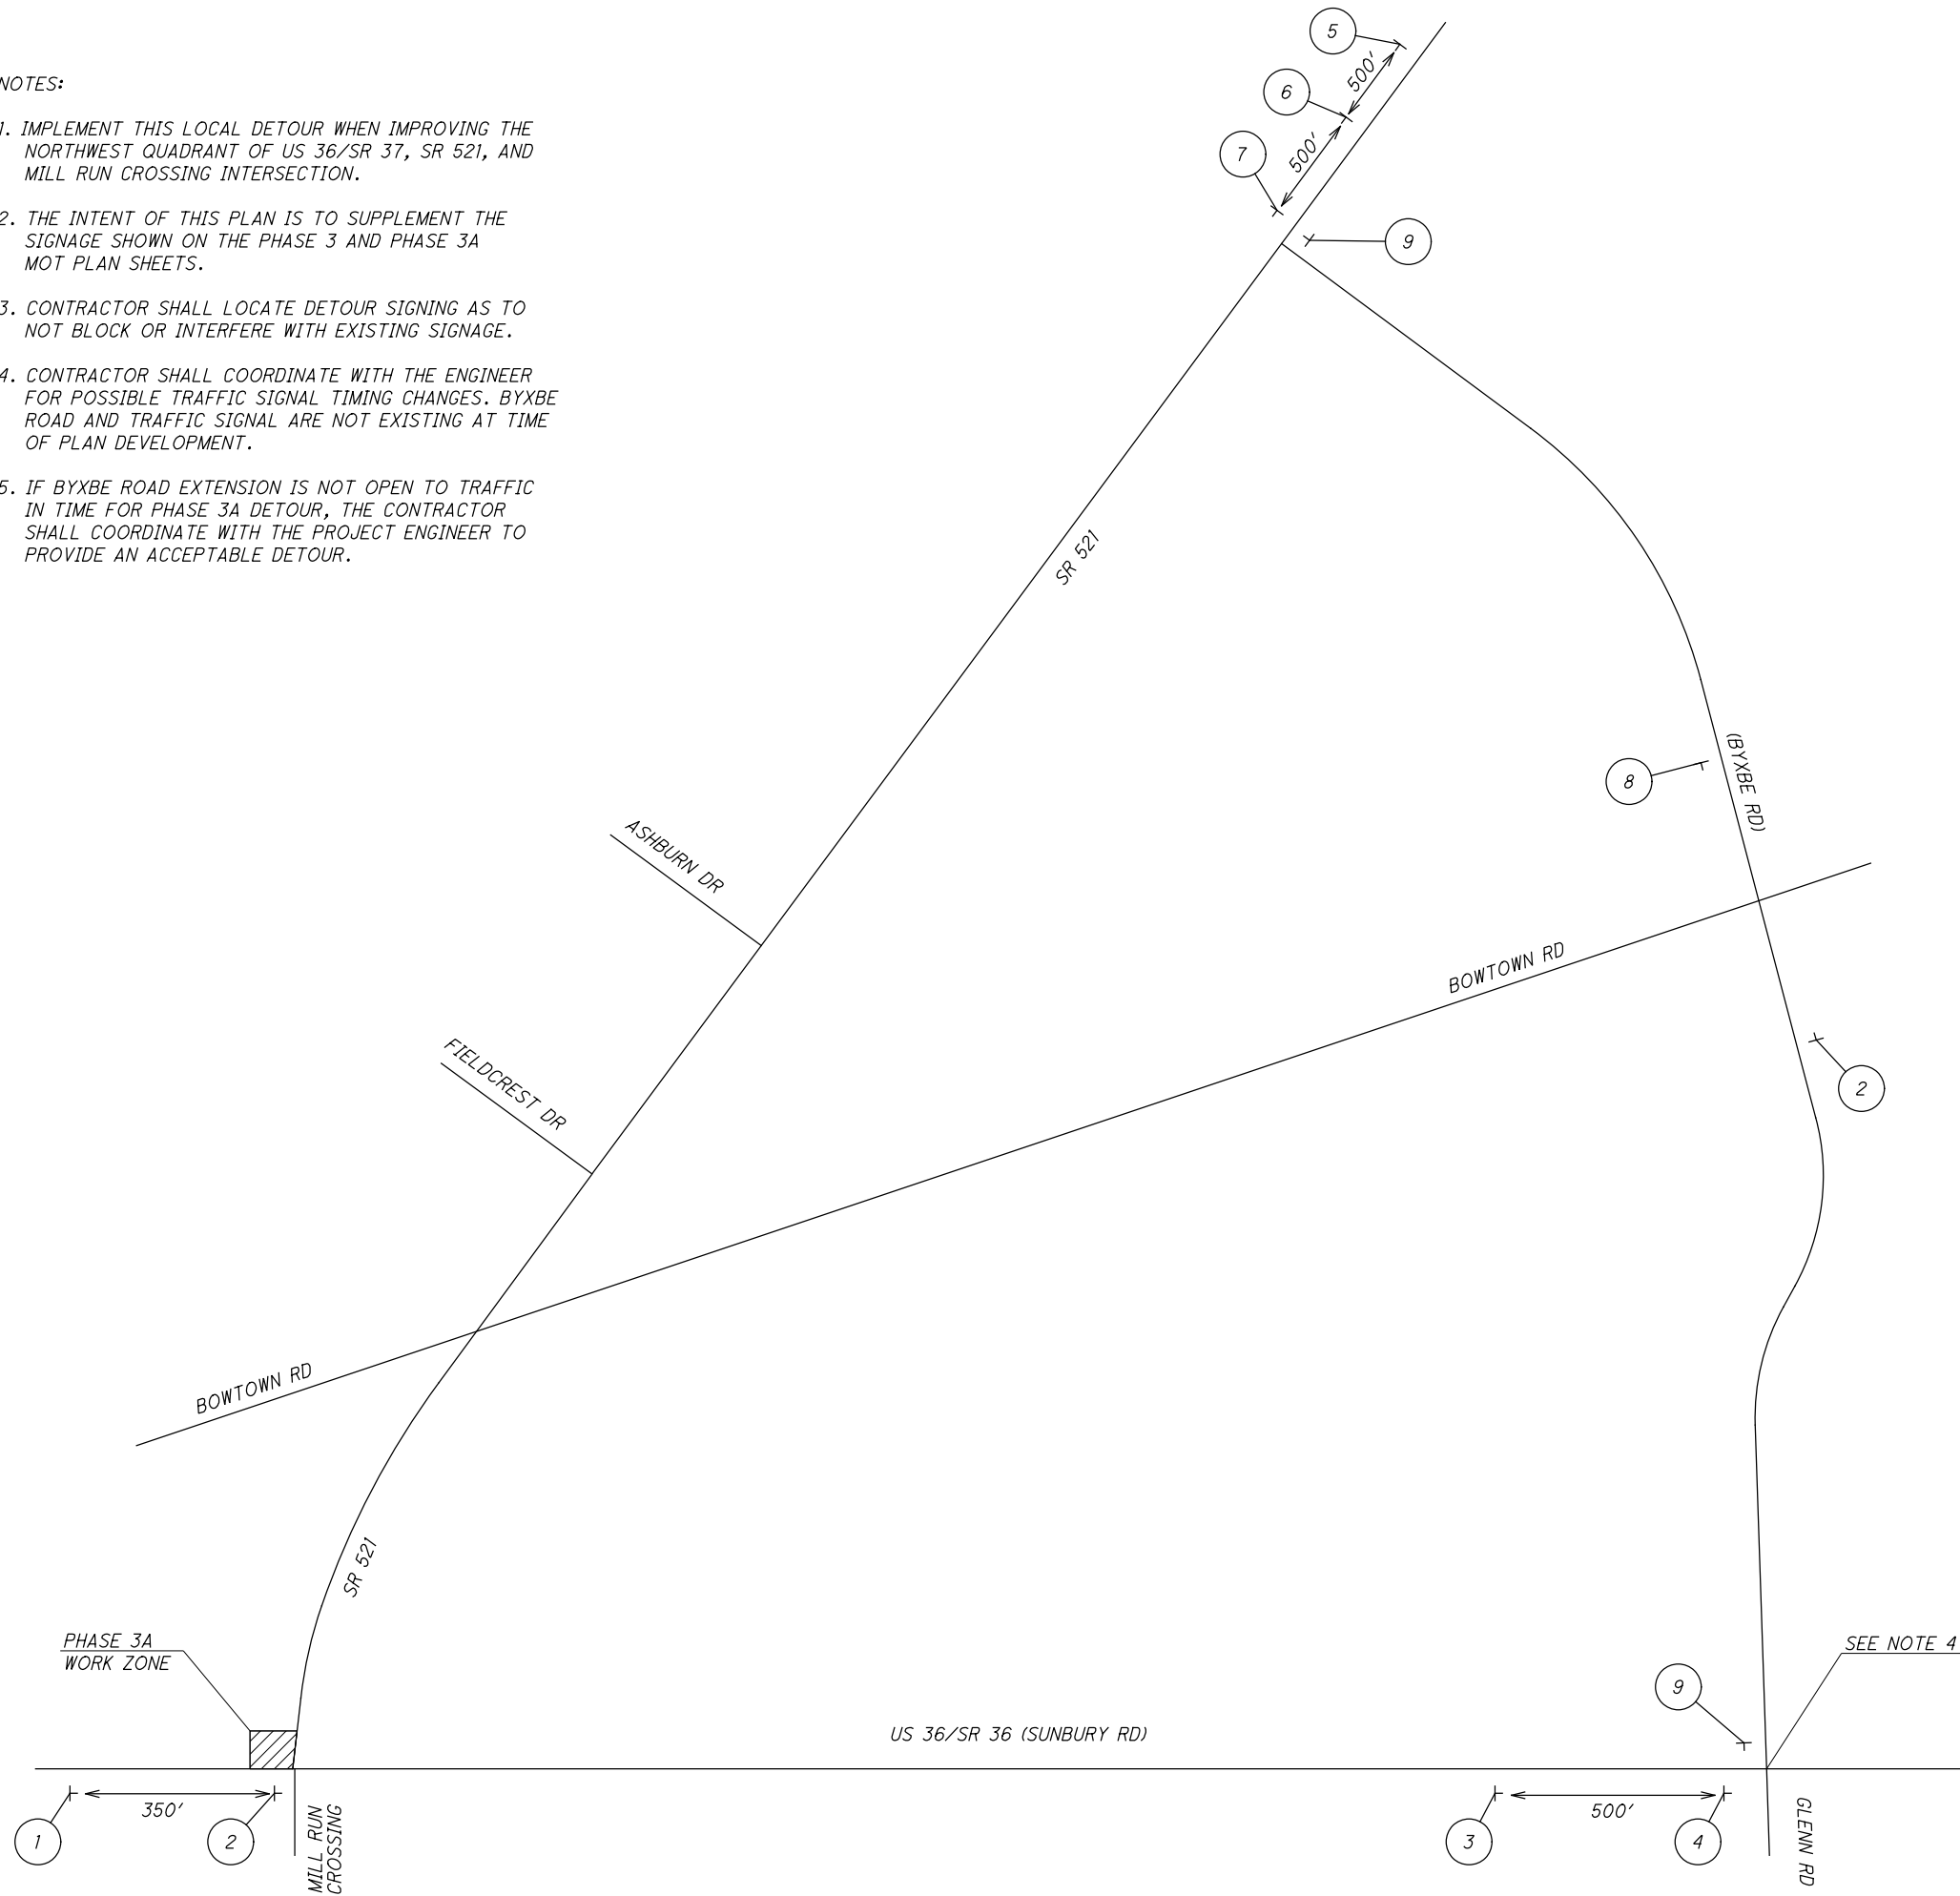 NOTES:
1. IMPLEMENT THIS LOCAL DETOUR WHEN IMPROVING THE
NORTHWEST QUADRANT OF US 36/SR 37, SR 521, AND
MILL RUN CROSSING INTERSECTION.
2. THE INTENT OF THIS PLAN IS TO SUPPLEMENT THE
SIGNAGE SHOWN ON THE PHASE 3 AND PHASE 3A
MOT PLAN SHEETS.
3. CONTRACTOR SHALL LOCATE DETOUR SIGNING AS TO
NOT BLOCK OR INTERFERE WITH EXISTING SIGNAGE.
4. CONTRACTOR SHALL COORDINATE WITH THE ENGINEER
FOR POSSIBLE TRAFFIC SIGNAL TIMING CHANGES. BYXBE
ROAD AND TRAFFIC SIGNAL ARE NOT EXISTING AT TIME
OF PLAN DEVELOPMENT.
5. IF BYXBE ROAD EXTENSION IS NOT OPEN TO TRAFFIC
IN TIME FOR PHASE 3A DETOUR, THE CONTRACTOR
SHALL COORDINATE WITH THE PROJECT ENGINEER TO
PROVIDE AN ACCEPTABLE DETOUR.
5
500'
6
500'
7
9
SR 521
(BYXBE RD)
8
ASHBURN DR
BOWTOWN RD
FIELDCREST DR
2
BOWTOWN RD
SR 521
PHASE 3A
WORK ZONE
SEE NOTE 4
9
US 36/SR 36 (SUNBURY RD)
350'
500'
1
2
MILL RUN
CROSSING
3
4
GLENN RD